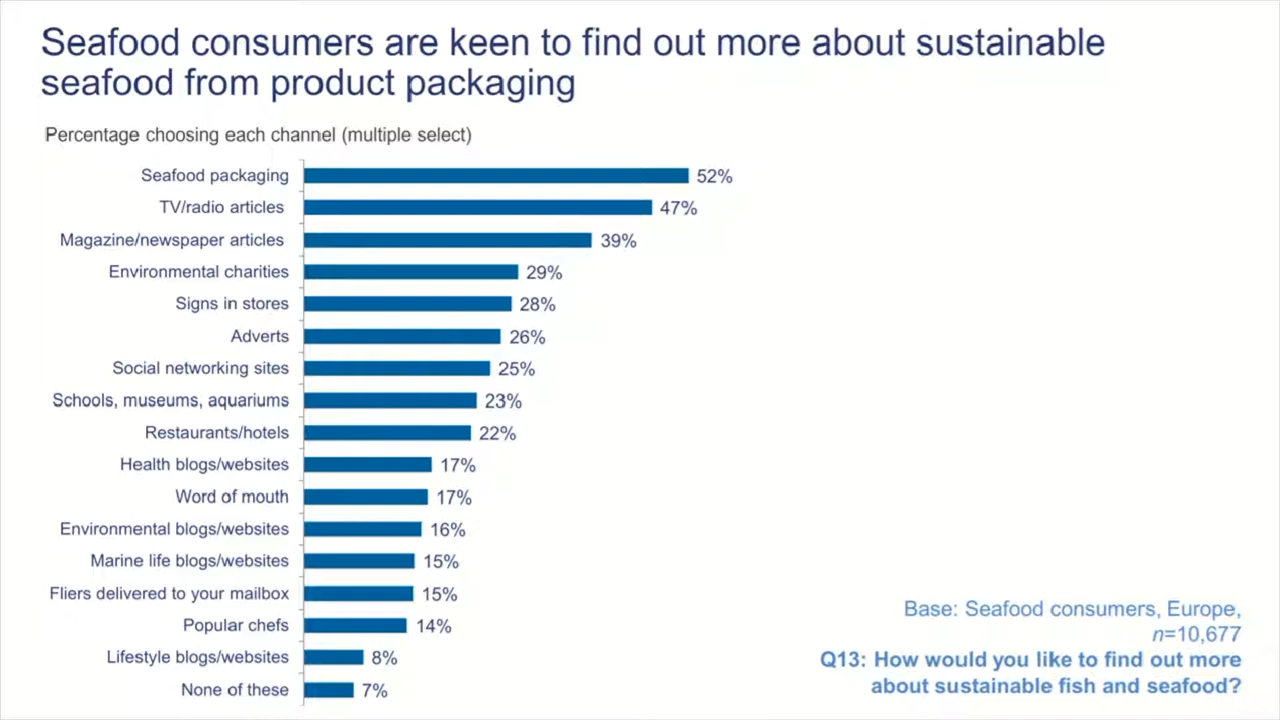 Seafood consumers are keen to find out more about sustainable
seafood from product packaging
Percentage choosing each channel (multiple select)
Seafood packaging 52%
TV/radio articles 47%
Magazine/newspaper articles 39%
Environmental charities 29%
Signs in stores 28%
Adverts 26%
Social networking sites 25%
Schools, museums, aquariums 23%
Restaurants/hotels 22%
Health blogs/websites 17%
Word of mouth 17%
Environmental blogs/websites 16%
Marine life blogs/websites 15%
Fliers delivered to your mailbox 15%
Popular chefs 14%
Lifestyle blogs/websites 8%
None of these 7%
Base: Seafood consumers, Europe,
n=10,677
Q13: How would you like to find out more
about sustainable fish and seafood?